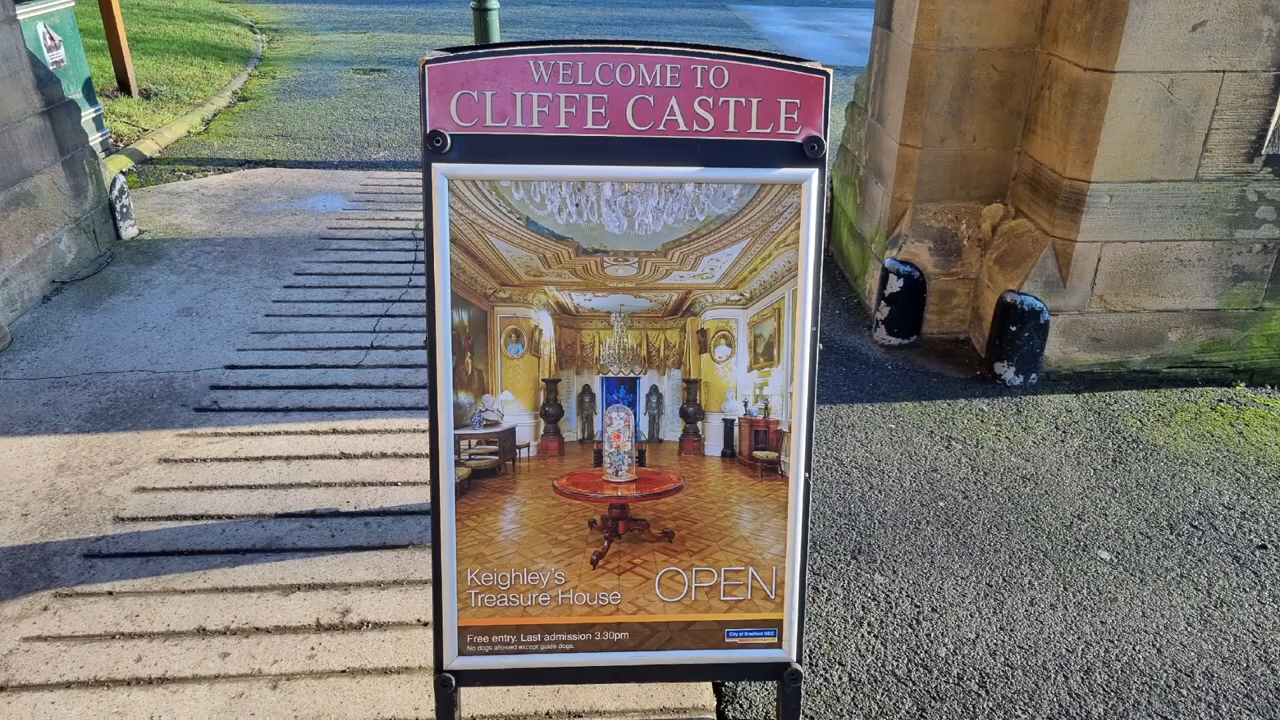 WELCOME TO
CLIFFE CASTLE
Keighley's
Treasure House
OPEN
Free entry. Last admission 3.30pm
No dogs allowed except guide dogs.
City of Bradford MDC